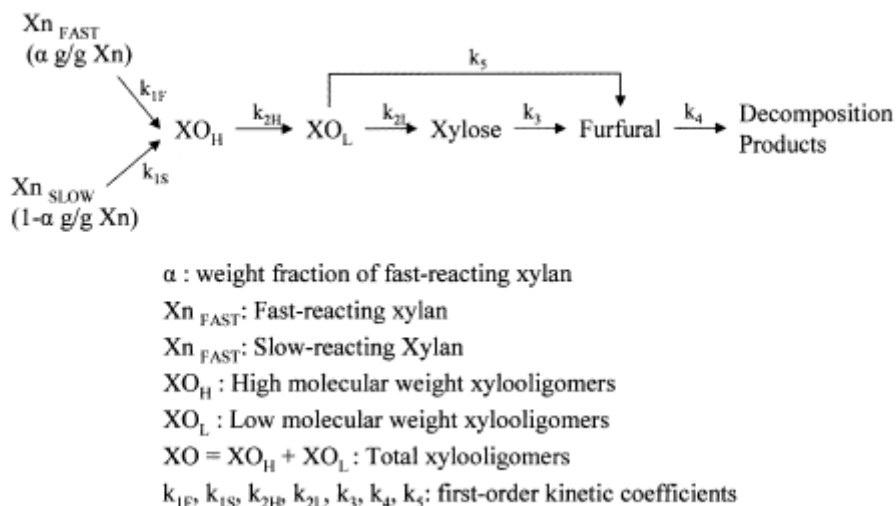 Xn FAST
(α g/g Xn)
k1F
k5
XOH k2H XOL k2L Xylose k3 Furfural k4 Decomposition
Products
k1S
Xn SLOW
(1-α g/g Xn)
α : weight fraction of fast-reacting xylan
Xn FAST: Fast-reacting xylan
Xn FAST: Slow-reacting Xylan
XOH : High molecular weight xylooligomers
XOL : Low molecular weight xylooligomers
XO = XOH + XOL : Total xylooligomers
k1F, k1S, k2H, k2L, k3, k4, k5: first-order kinetic coefficients